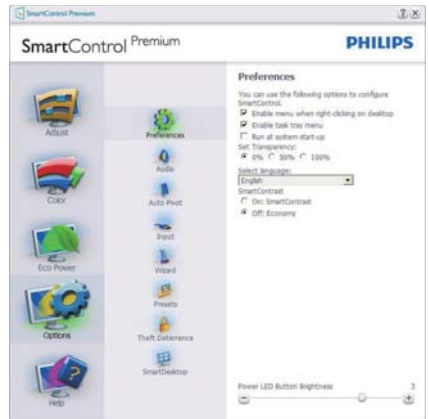 SmartControl Premium
SmartControl Premium
PHILIPS
Adjust
Color
Eco Power
Options
Help
Preferences
Audio
Auto Pivot
Input
Wizard
Presets
Theft Deterrence
SmartDesktop
Preferences
You can use the following options to configure
SmartControl.
Enable menu when right-clicking on desktop
Enable task tray menu
Run at system start-up
Set Transparency:
0% 50% 100%
Select language:
English
SmartContrast
On: SmartContrast
Off: Economy
Power LED Button Brightness 3